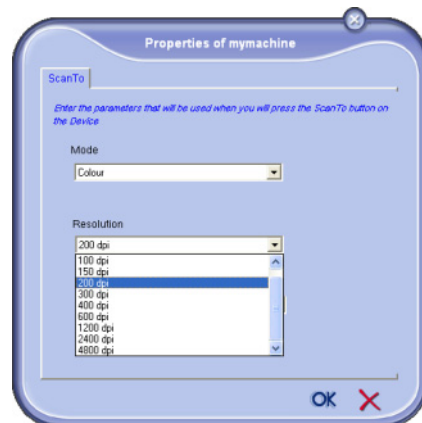 Properties of mymachine
ScanTo
Enter the parameters that will be used when you will press the ScanTo button on
the Device
Mode
Colour
Resolution
200 dpi
100 dpi
150 dpi
200 dpi
300 dpi
400 dpi
600 dpi
1200 dpi
2400 dpi
4800 dpi
OK